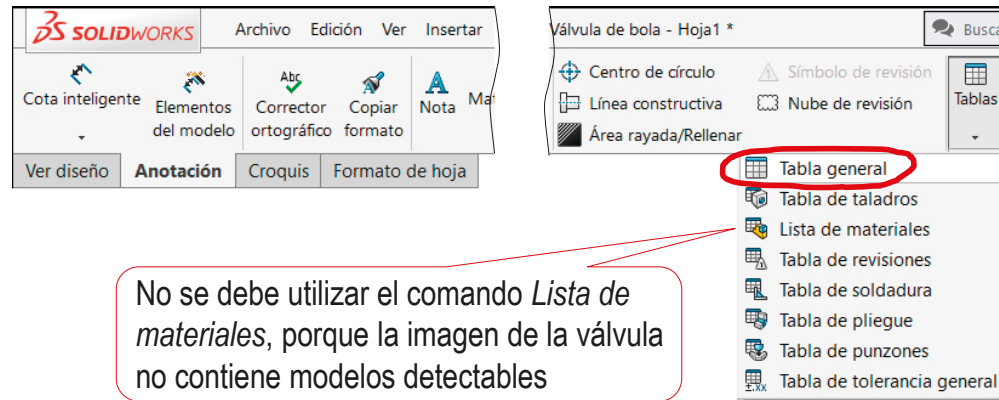 SOLIDWORKS
Archivo Edición Ver Insertar
Cota inteligente
Elementos del modelo
Corrector ortográfico
Copiar formato
Nota
Ver diseño Anotación Croquis Formato de hoja
Válvula de bola - Hoja1 *
Centro de círculo
Símbolo de revisión
Línea constructiva
Nube de revisión
Área rayada/Rellenar
Tablas
Tabla general
Tabla de taladros
Lista de materiales
Tabla de revisiones
Tabla de soldadura
Tabla de pliegue
Tabla de punzones
Tabla de tolerancia general
No se debe utilizar el comando Lista de
materiales, porque la imagen de la válvula
no contiene modelos detectables